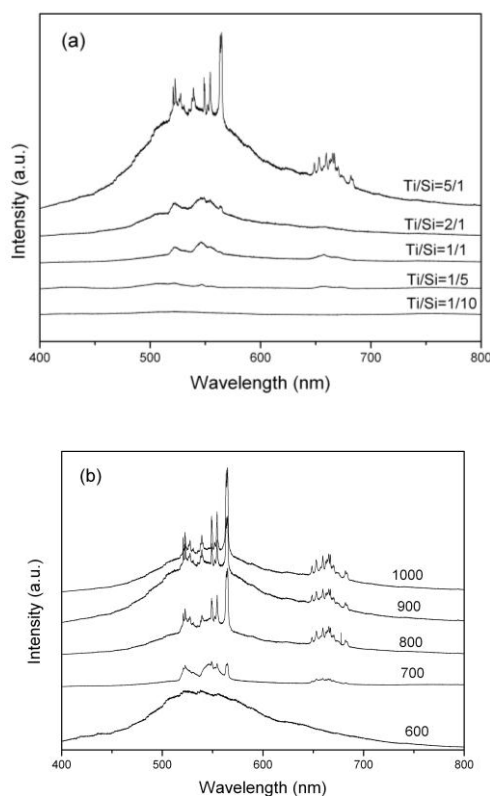 (a)
Intensity (a.u.)
Ti/Si=5/1
Ti/Si=2/1
Ti/Si=1/1
Ti/Si=1/5
Ti/Si=1/10
400 500 600 700 800
Wavelength (nm)
(b)
Intensity (a.u.)
1000
900
800
700
600
400 500 600 700 800
Wavelength (nm)